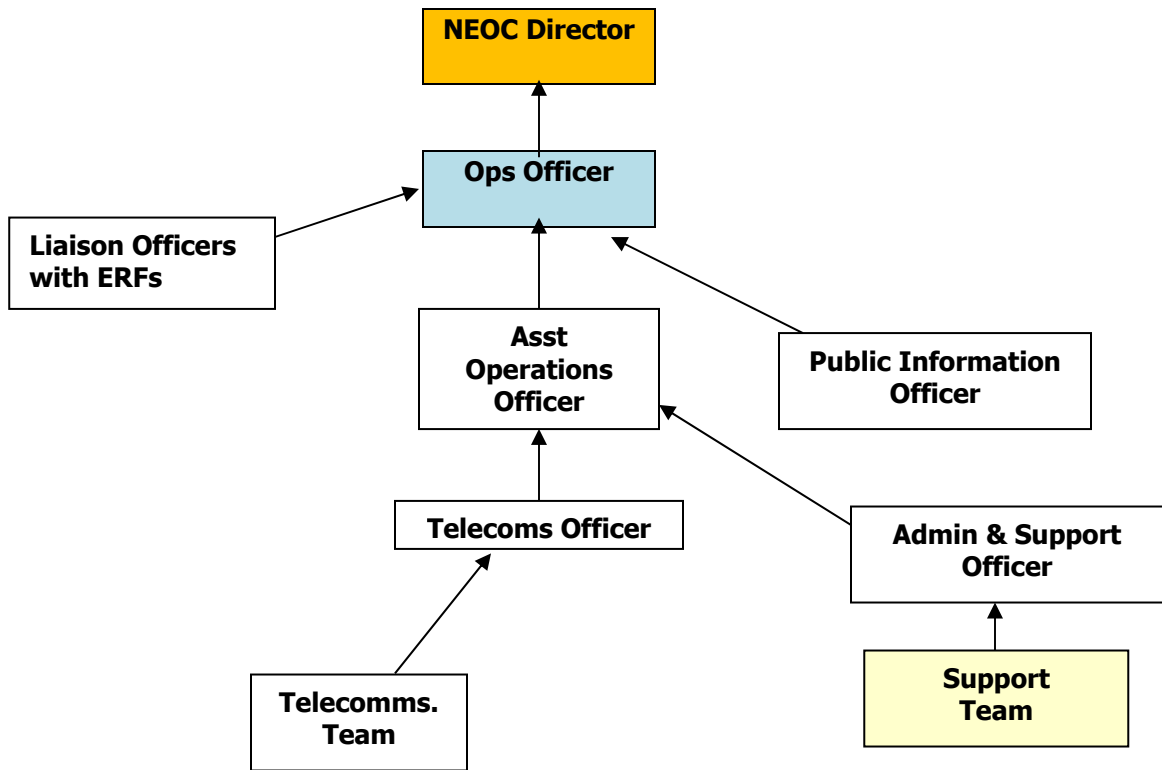 NEOC Director
Ops Officer
Liaison Officers
with ERFs
Asst
Operations
Officer
Public Information
Officer
Telecoms Officer
Admin & Support
Officer
Telecomms.
Team
Support
Team